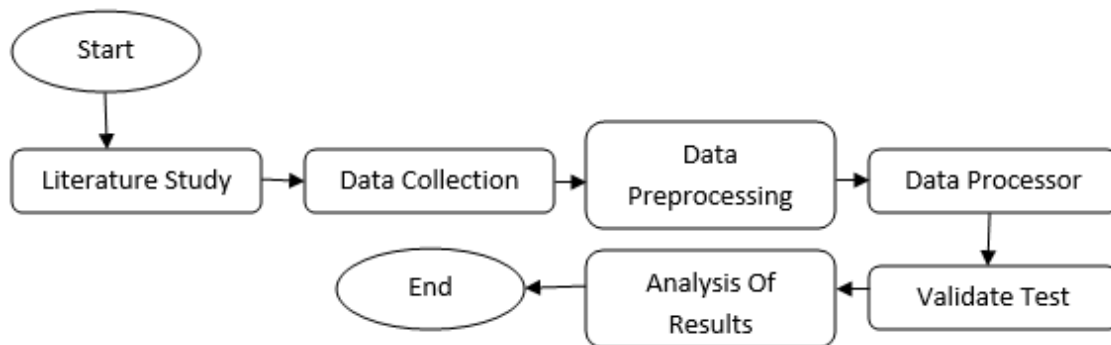 Start
Literature Study
Data Collection
Data
Preprocessing
Data Processor
Validate Test
Analysis Of
Results
End